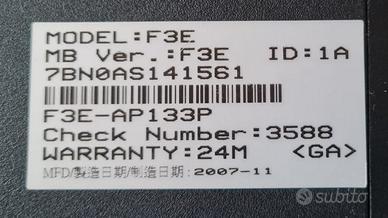 MODEL:F3E
MB Ver.:F3E ID:1A
7BN0AS141561
F3E-AP133P
Check Number:3588
WARRANTY:24M <GA>
MFD/製造日期/制造日期:2007-11
subito